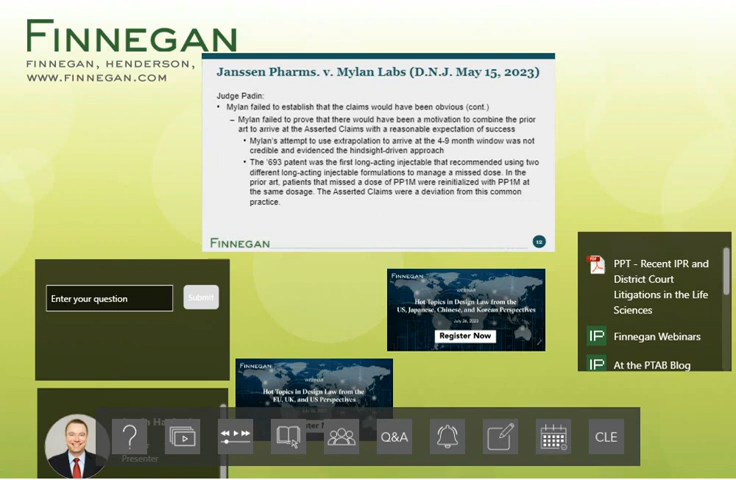 FINNEGAN
FINNEGAN, HENDERSON,
WWW.FINNEGAN.COM
Janssen Pharms. v. Mylan Labs (D.N.J. May 15, 2023)
Judge Padin:
• Mylan failed to establish that the claims would have been obvious (cont.)
– Mylan failed to prove that there would have been a motivation to combine the prior
art to arrive at the Asserted Claims with a reasonable expectation of success
• Mylan's attempt to use extrapolation to arrive at the 4-9 month window was not
credible and evidenced the hindsight-driven approach
• The '693 patent was the first long-acting injectable that recommended using two
different long-acting injectable formulations to manage a missed dose. In the
prior art, patients that missed a dose of PP1M were reinitialized with PP1M at
the same dosage. The Asserted Claims were a deviation from this common
practice.
FINNEGAN
12
Enter your question
Submit
FINNEGAN
WEBINAR
Hot Topics in Design Law from the
US, Japanese, Chinese, and Korean Perspectives
July 26, 2023
Register Now
PPT - Recent IPR and
District Court
Litigations in the Life
Sciences
IP Finnegan Webinars
IP At the PTAB Blog
FINNEGAN
WEBINAR
Hot Topics in Design Law from the
EU, UK, and US Perspectives
Presenter
?
Q&A
CLE